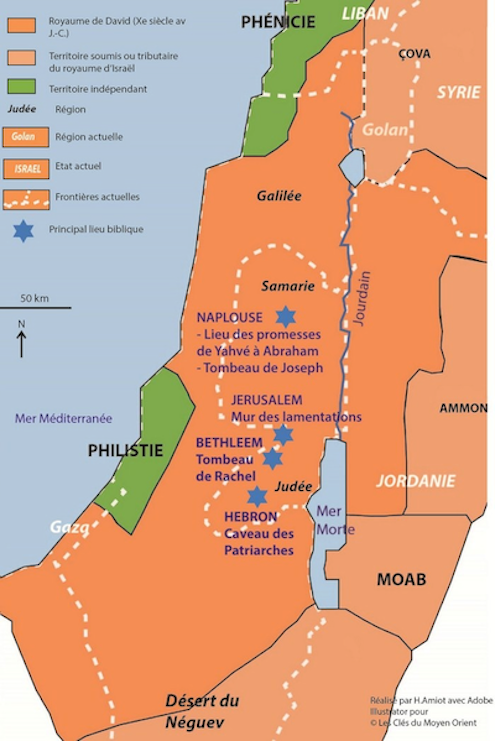 Royaume de David (Xe siècle av
J.-C.)
Territoire soumis ou tributaire
du royaume d'Israël
Territoire indépendant
Judée Région
Golan Région actuelle
ISRAEL Etat actuel
Frontières actuelles
Principal lieu biblique
50 km
N
PHÉNICIE
LIBAN
ÇOVA
SYRIE
Golan
Galilée
Samarie
Jourdain
NAPLOUSE
- Lieu des promesses
de Yahvé à Abraham
- Tombeau de Joseph
JERUSALEM
Mur des lamentations
Mer Méditerranée
AMMON
PHILISTIE
BETHLEEM
Tombeau
de Rachel
Judée
JORDANIE
HEBRON
Caveau des
Patriarches
Mer
Morte
Gaza
MOAB
Désert du
Néguev
Réalisé par H.Amiot avec Adobe
Illustrator pour
© Les Clés du Moyen Orient